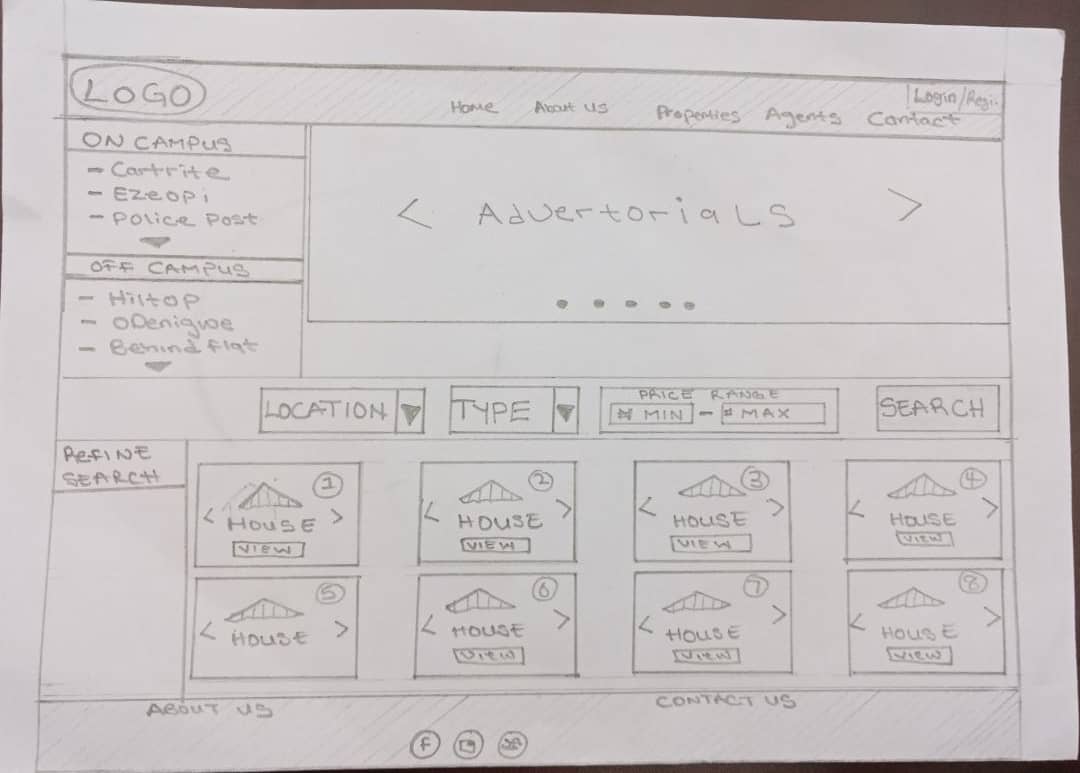 LOGO
Home About us Properties Agents Contact
Login/Regi.
ON CAMPUS
- Cartrite
- Ezeopi
- Police Post
OFF CAMPUS
- Hiltop
- ODenigwe
- Behind flat
< AdvertoriaLS >
LOCATION
TYPE
PRICE RANGE
₦ MIN - ₦ MAX
SEARCH
REFINE
SEARCH
1
< HOUSE >
VIEW
2
< HOUSE >
VIEW
3
< HOUSE >
VIEW
4
< HOUSE >
VIEW
5
< HOUSE >
6
< HOUSE >
VIEW
7
< HOUSE >
VIEW
8
< HOUSE >
VIEW
ABOUT US
CONTACT US
f